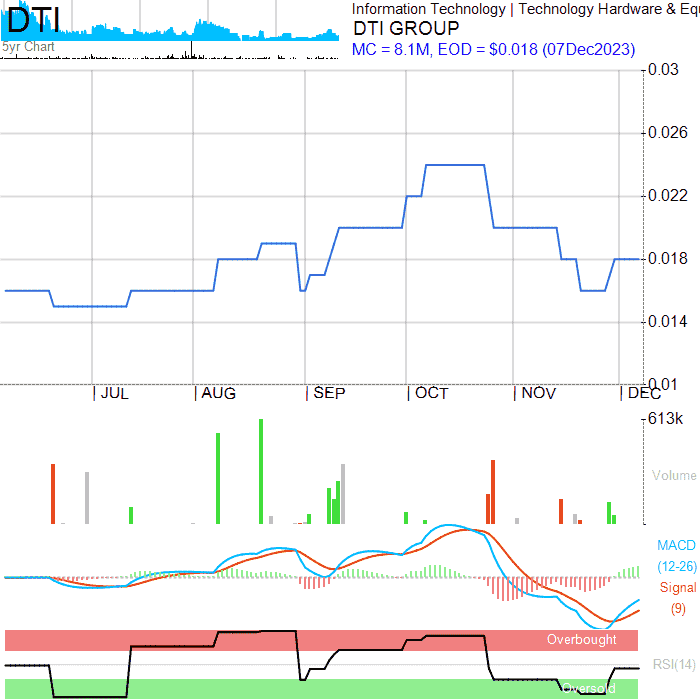 DTI
5yr Chart
Information Technology | Technology Hardware & Equ
DTI GROUP
MC = 8.1M, EOD = $0.018 (07Dec2023)
0.03
0.026
0.022
0.018
0.014
0.01
JUL AUG SEP OCT NOV DEC
613k
Volume
MACD
(12-26)
Signal
(9)
Overbought
RSI(14)
Oversold